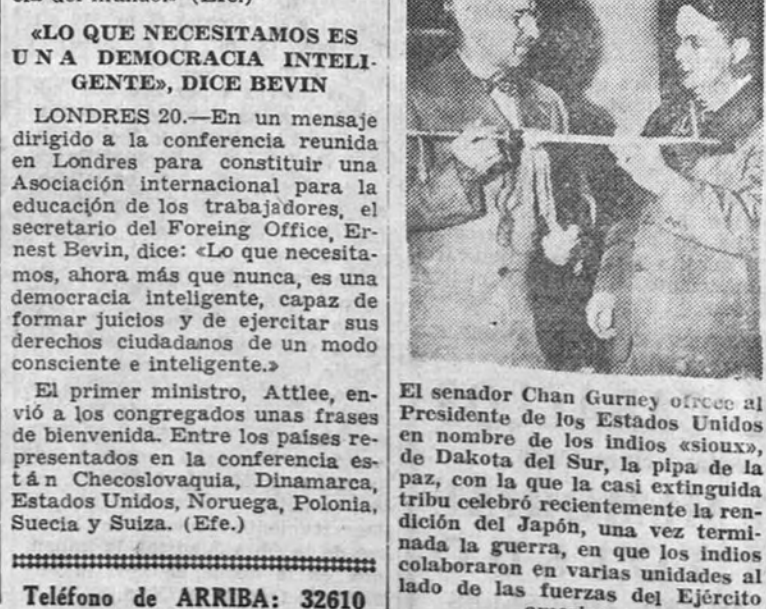 «LO QUE NECESITAMOS ES
UNA DEMOCRACIA INTELI-
GENTE», DICE BEVIN
LONDRES 20.—En un mensaje
dirigido a la conferencia reunida
en Londres para constituir una
Asociación internacional para la
educación de los trabajadores, el
secretario del Foreing Office, Er-
nest Bevin, dice: «Lo que necesita-
mos, ahora más que nunca, es una
democracia inteligente, capaz de
formar juicios y de ejercitar sus
derechos ciudadanos de un modo
consciente e inteligente.»
El primer ministro, Attlee, en-
vió a los congregados unas frases
de bienvenida. Entre los países re-
presentados en la conferencia es-
tán Checoslovaquia, Dinamarca,
Estados Unidos, Noruega, Polonia,
Suecia y Suiza. (Efe.)
Teléfono de ARRIBA: 32610
El senador Chan Gurney ofrece al
Presidente de los Estados Unidos
en nombre de los indios «sioux»,
de Dakota del Sur, la pipa de la
paz, con la que la casi extinguida
tribu celebró recientemente la ren-
dición del Japón, una vez termi-
nada la guerra, en que los indios
colaboraron en varias unidades al
lado de las fuerzas del Ejército